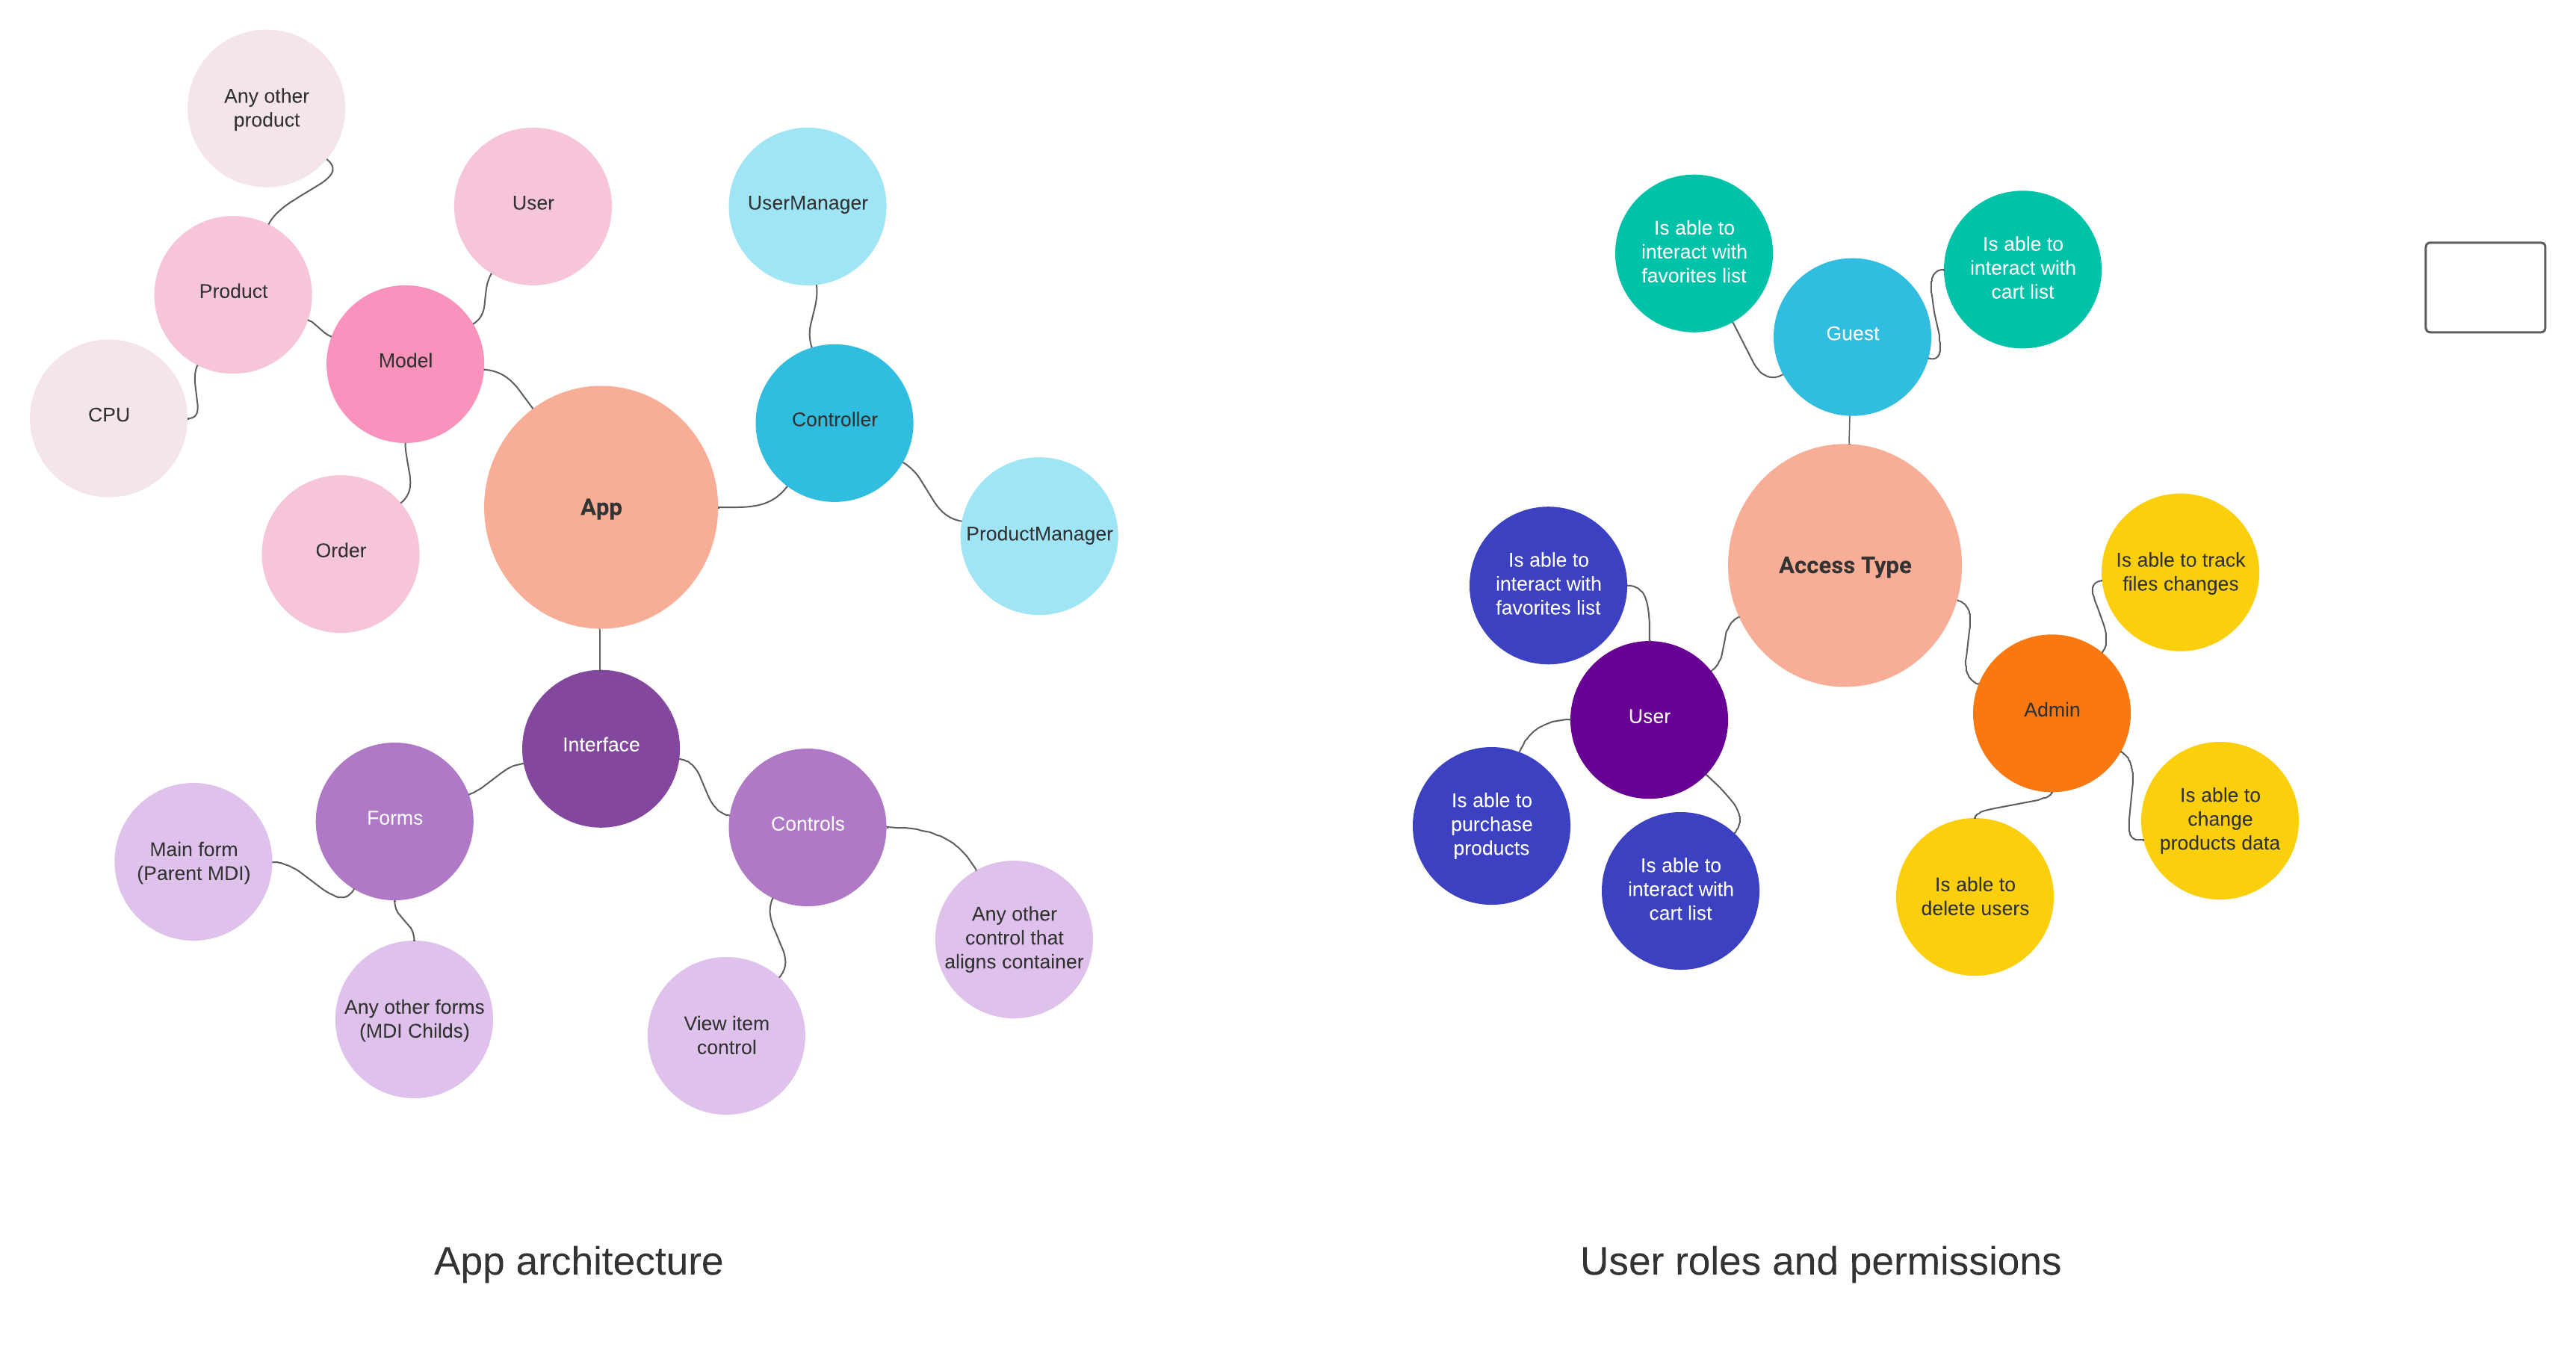 Any other
product
User
UserManager
Product
Model
Controller
CPU
App
ProductManager
Order
Interface
Forms
Controls
Main form
(Parent MDI)
Any other
control that
aligns container
Any other forms
(MDI Childs)
View item
control
App architecture
Is able to
interact with
favorites list
Is able to
interact with
cart list
Guest
Access Type
Is able to
interact with
favorites list
Is able to track
files changes
User
Admin
Is able to
purchase
products
Is able to
change
products data
Is able to
interact with
cart list
Is able to
delete users
User roles and permissions